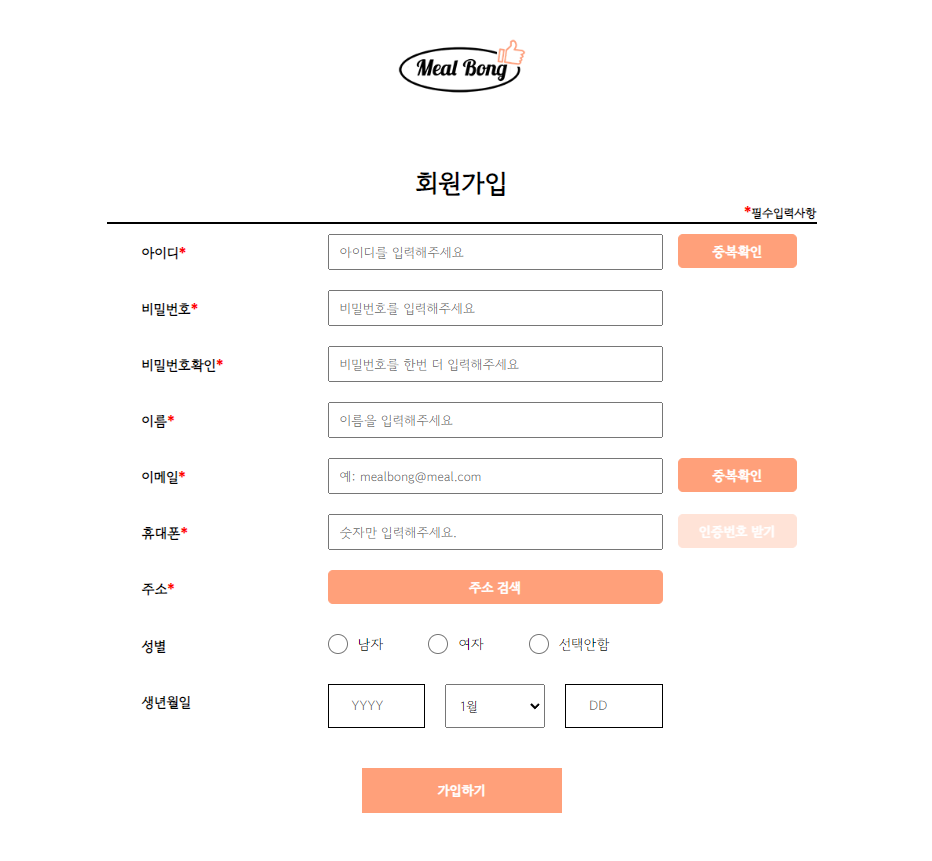 Meal Bong
회원가입
*필수입력사항
아이디* 아이디를 입력해주세요 중복확인
비밀번호* 비밀번호를 입력해주세요
비밀번호확인* 비밀번호를 한번 더 입력해주세요
이름* 이름을 입력해주세요
이메일* 예: mealbong@meal.com 중복확인
휴대폰* 숫자만 입력해주세요. 인증번호 받기
주소* 주소 검색
성별 남자 여자 선택안함
생년월일 YYYY 1월 DD
가입하기